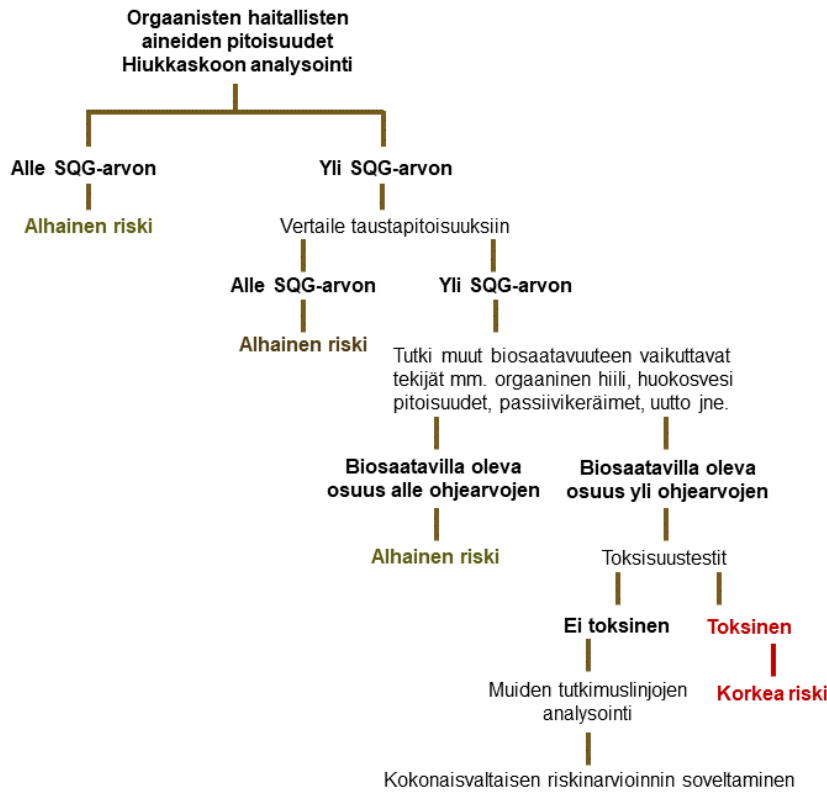 Orgaanisten haitallisten
aineiden pitoisuudet
Hiukkaskoon analysointi
Alle SQG-arvon
Yli SQG-arvon
Alhainen riski
Vertaile taustapitoisuuksiin
Alle SQG-arvon
Yli SQG-arvon
Alhainen riski
Tutki muut biosaatavuuteen vaikuttavat
tekijät mm. orgaaninen hiili, huokosvesi
pitoisuudet, passiivikeräimet, uutto jne.
Biosaatavilla oleva
osuus alle ohjearvojen
Biosaatavilla oleva
osuus yli ohjearvojen
Alhainen riski
Toksisuustestit
Ei toksinen
Toksinen
Muiden tutkimuslinjojen
analysointi
Korkea riski
Kokonaisvaltaisen riskinarvioinnin soveltaminen